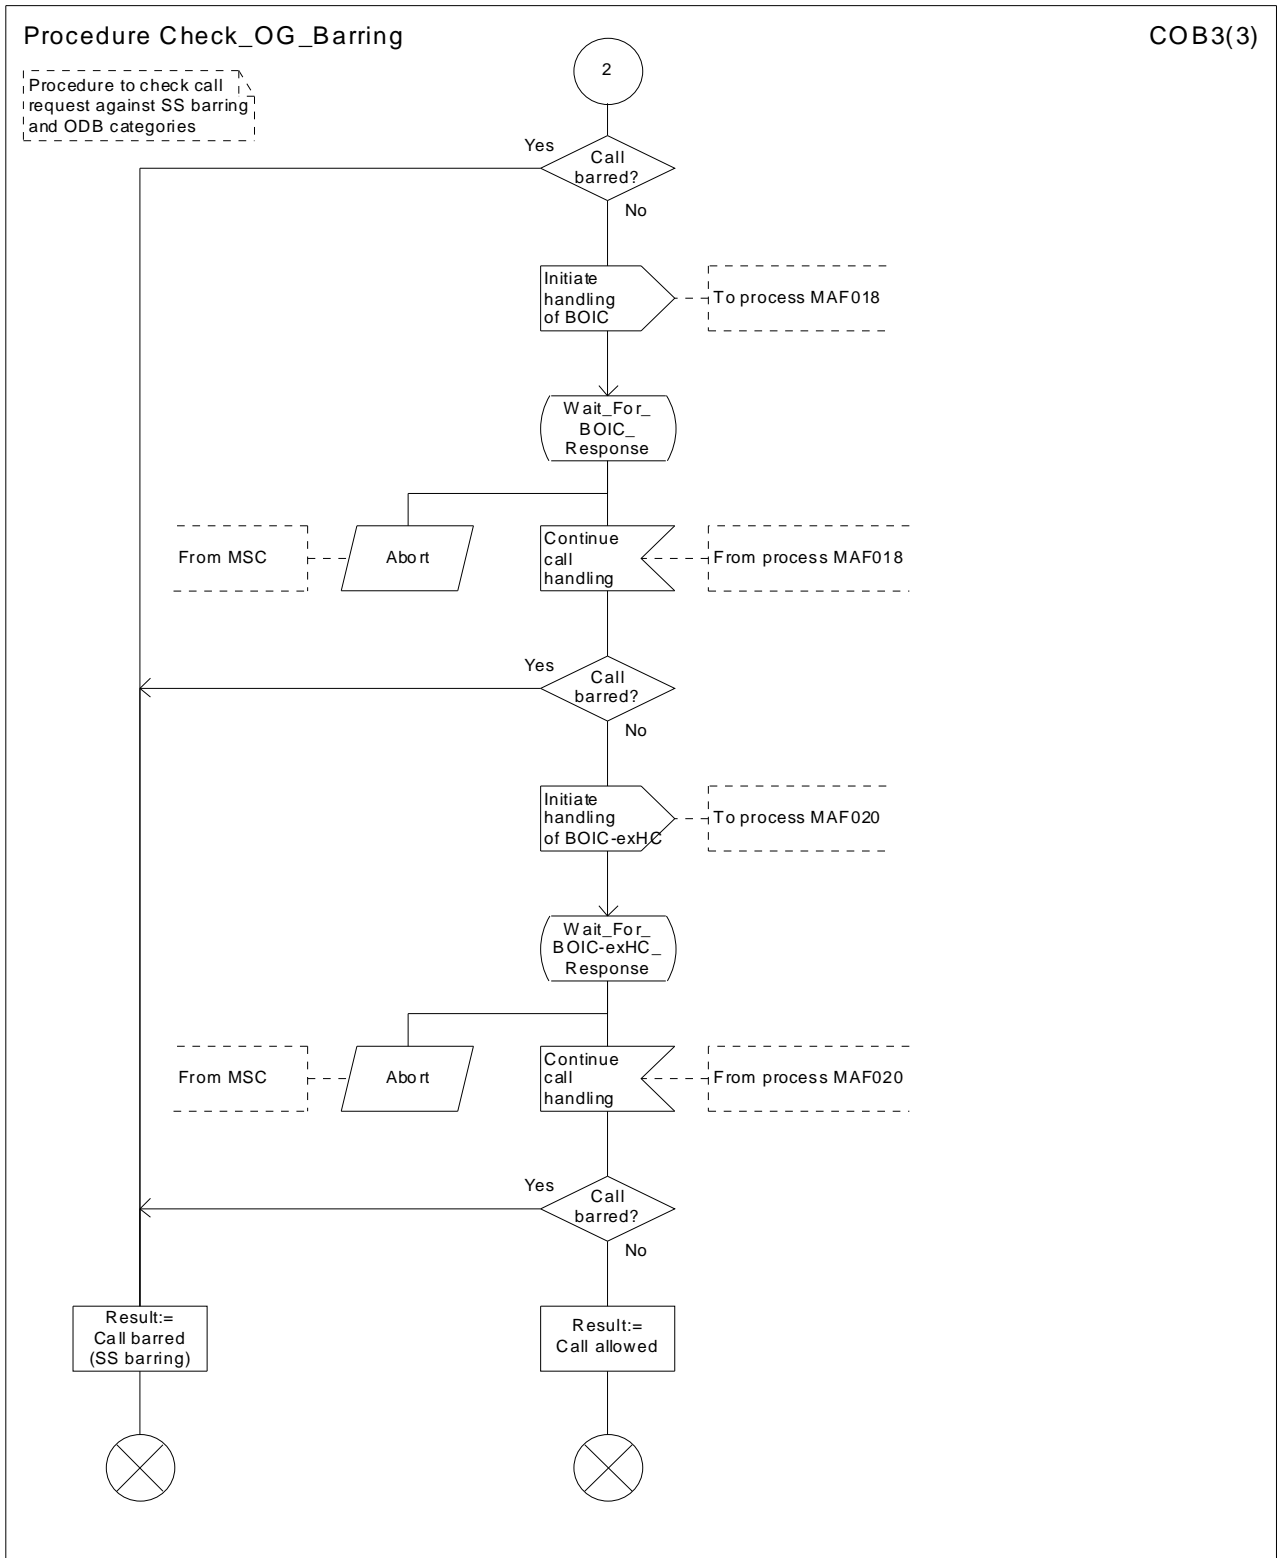 Procedure Check_OG_Barring
COB3(3)
Procedure to check call
request against SS barring
and ODB categories
2
Yes
Call
barred?
No
Initiate
handling
of BOIC
To process MAF018
Wait_For_
BOIC_
Response
From MSC
Abort
Continue
call
handling
From process MAF018
Yes
Call
barred?
No
Initiate
handling
of BOIC-exHC
To process MAF020
Wait_For_
BOIC-exHC_
Response
From MSC
Abort
Continue
call
handling
From process MAF020
Yes
Call
barred?
No
Result:=
Call barred
(SS barring)
Result:=
Call allowed